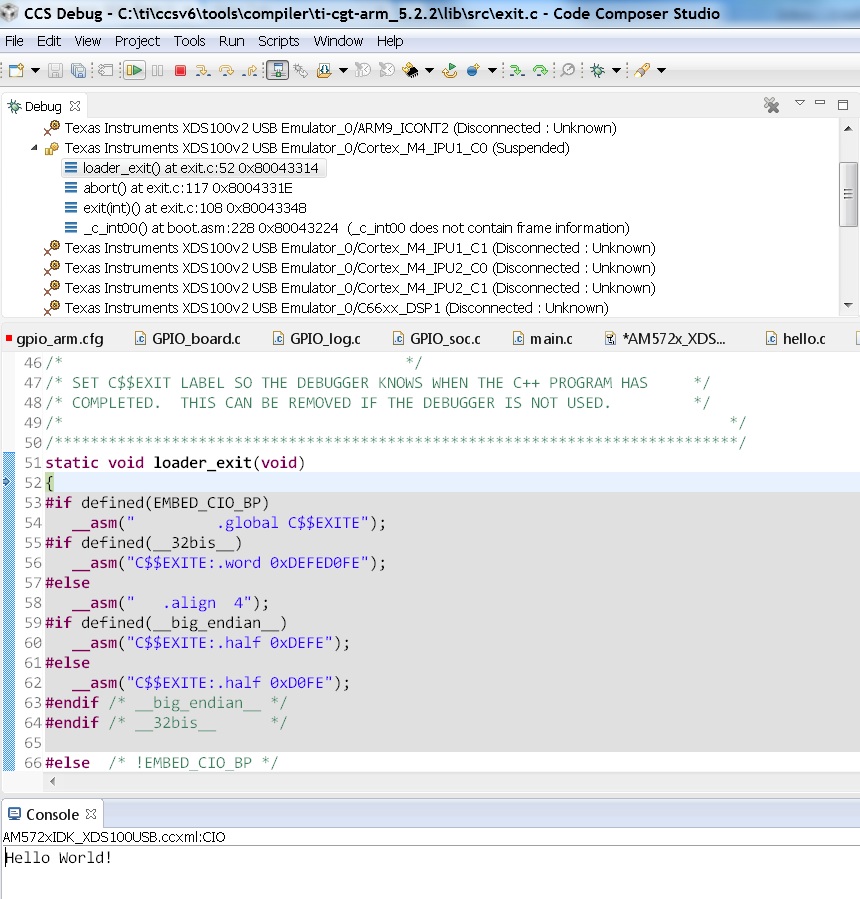 CCS Debug - C:\ti\ccsv6\tools\compiler\ti-cgt-arm_5.2.2\lib\src\exit.c - Code Composer Studio
File Edit View Project Tools Run Scripts Window Help
Debug
Texas Instruments XDS100v2 USB Emulator_0/ARM9_ICONT2 (Disconnected : Unknown)
Texas Instruments XDS100v2 USB Emulator_0/Cortex_M4_IPU1_C0 (Suspended)
loader_exit() at exit.c:52 0x80043314
abort() at exit.c:117 0x8004331E
exit(int)() at exit.c:108 0x80043348
_c_int00() at boot.asm:228 0x80043224 (_c_int00 does not contain frame information)
Texas Instruments XDS100v2 USB Emulator_0/Cortex_M4_IPU1_C1 (Disconnected : Unknown)
Texas Instruments XDS100v2 USB Emulator_0/Cortex_M4_IPU2_C0 (Disconnected : Unknown)
Texas Instruments XDS100v2 USB Emulator_0/Cortex_M4_IPU2_C1 (Disconnected : Unknown)
Texas Instruments XDS100v2 USB Emulator_0/C66xx_DSP1 (Disconnected : Unknown)
gpio_arm.cfg GPIO_board.c GPIO_log.c GPIO_soc.c main.c *AM572x_XDS... hello.c
46 /* */
47 /* SET C$$EXIT LABEL SO THE DEBUGGER KNOWS WHEN THE C++ PROGRAM HAS */
48 /* COMPLETED. THIS CAN BE REMOVED IF THE DEBUGGER IS NOT USED. */
49 /* */
50 /****************************************************************************/
51 static void loader_exit(void)
52 {
53 #if defined(EMBED_CIO_BP)
54 __asm(" .global C$$EXITE");
55 #if defined(__32bis__)
56 __asm("C$$EXITE:.word 0xDEFED0FE");
57 #else
58 __asm(" .align 4");
59 #if defined(__big_endian__)
60 __asm("C$$EXITE:.half 0xDEFE");
61 #else
62 __asm("C$$EXITE:.half 0xD0FE");
63 #endif /* __big_endian__ */
64 #endif /* __32bis__ */
65
66 #else /* !EMBED_CIO_BP */
Console
AM572xIDK_XDS100USB.ccxml:CIO
Hello World!